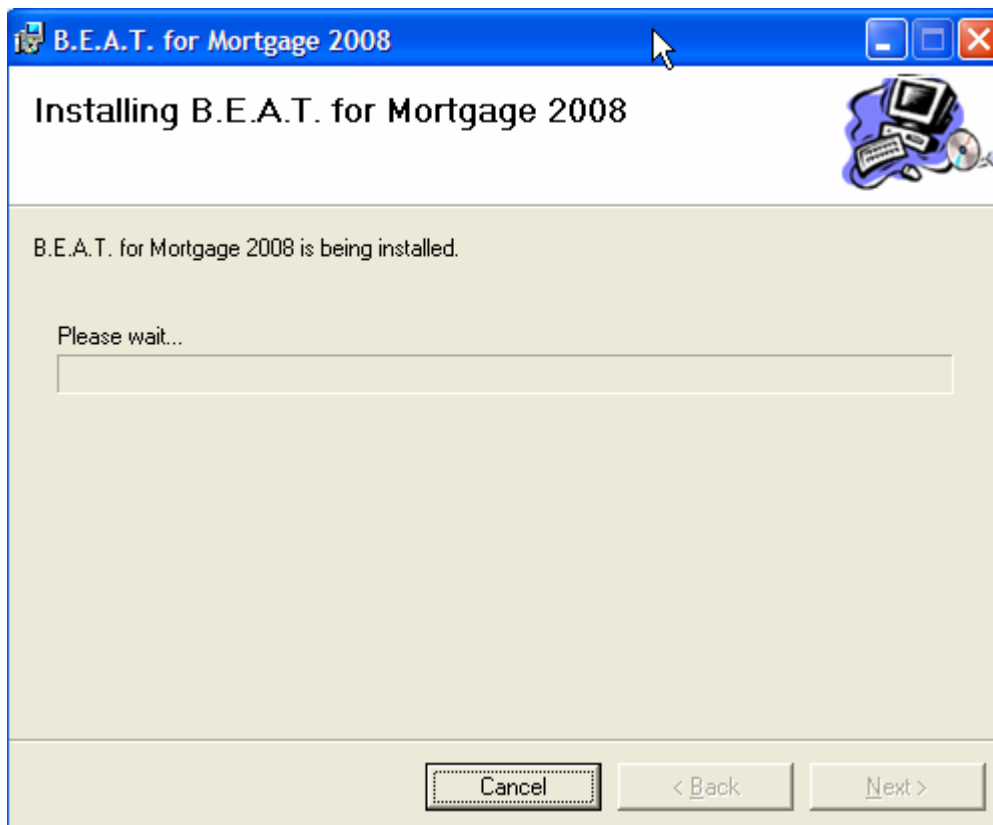 B.E.A.T. for Mortgage 2008
Installing B.E.A.T. for Mortgage 2008
B.E.A.T. for Mortgage 2008 is being installed.
Please wait...
Cancel
< Back
Next >